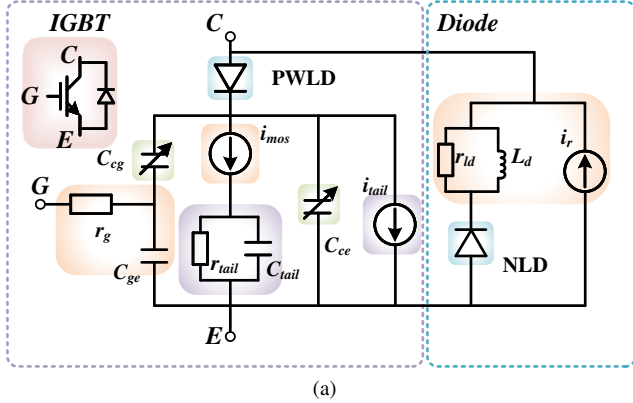 IGBT
Diode
C
C
G
E
PWLD
C_cg
i_mos
r_ld
L_d
i_r
G
r_g
C_ge
r_tail
C_tail
C_ce
i_tail
NLD
E
(a)